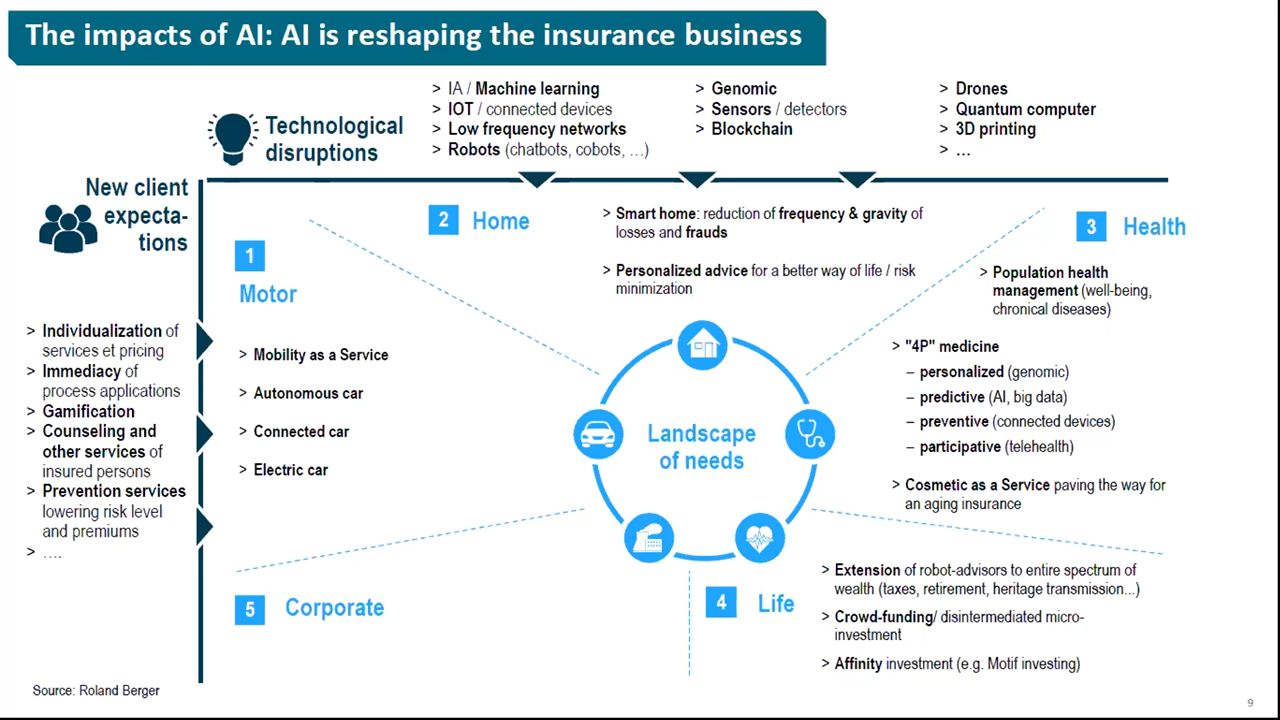 The impacts of AI: AI is reshaping the insurance business
Technological
disruptions
> IA / Machine learning
> IOT / connected devices
> Low frequency networks
> Robots (chatbots, cobots, …)
> Genomic
> Sensors / detectors
> Blockchain
> Drones
> Quantum computer
> 3D printing
> …
New client
expecta-
tions
> Individualization of
services et pricing
> Immediacy of
process applications
> Gamification
> Counseling and
other services of
insured persons
> Prevention services
lowering risk level
and premiums
> ….
1
Motor
> Mobility as a Service
> Autonomous car
> Connected car
> Electric car
2 Home
> Smart home: reduction of frequency & gravity of
losses and frauds
> Personalized advice for a better way of life / risk
minimization
3 Health
> Population health
management (well-being,
chronical diseases)
> "4P" medicine
– personalized (genomic)
– predictive (AI, big data)
– preventive (connected devices)
– participative (telehealth)
> Cosmetic as a Service paving the way for
an aging insurance
Landscape
of needs
4 Life
> Extension of robot-advisors to entire spectrum of
wealth (taxes, retirement, heritage transmission...)
> Crowd-funding/ disintermediated micro-
investment
> Affinity investment (e.g. Motif investing)
5 Corporate
Source: Roland Berger
9